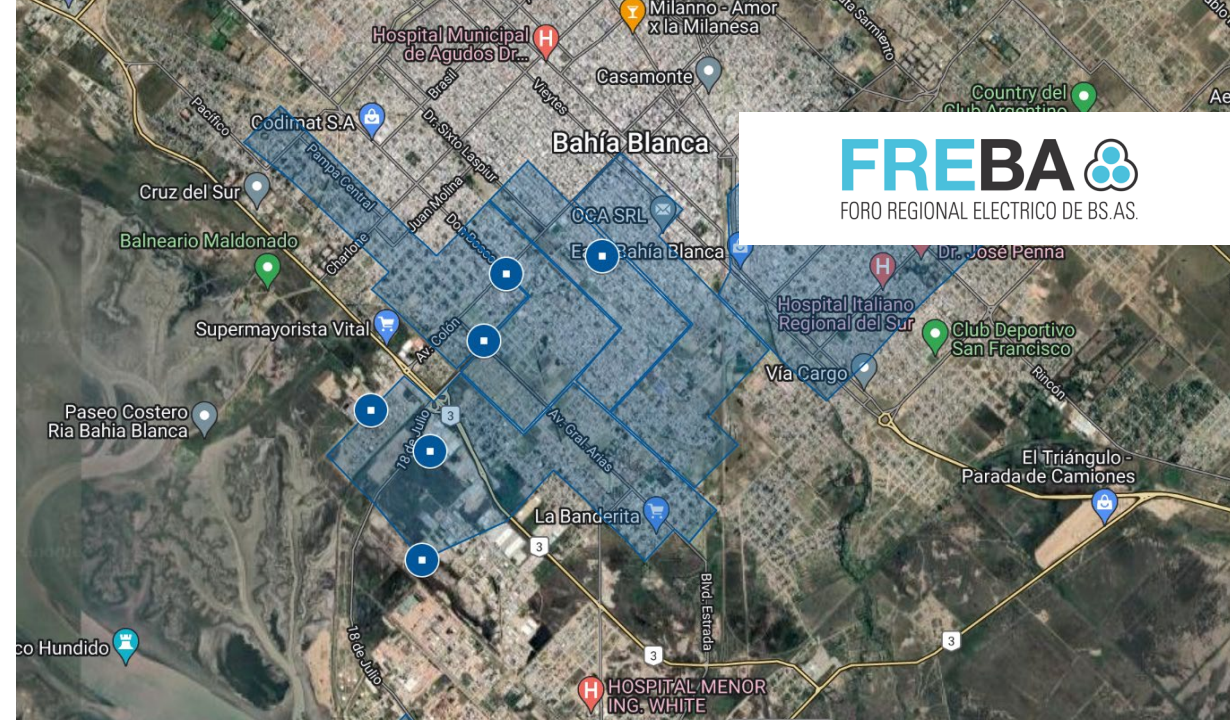 Milanno - Amor
x la Milanesa
Hospital Municipal
de Agudos Dr...
Brasil
Vieytes
Casamonte
Sarmiento
Country del
Club Argentino
Ae
Pacífico
Codimat S.A
Dr. Sixto Laspiur
Bahía Blanca
FREBA
FORO REGIONAL ELECTRICO DE BS.AS.
Pampa Central
Cruz del Sur
Juan Molina
Don Bosco
Charlone
OCA SRL
Balneario Maldonado
Bahía Blanca
Dr. José Penna
Hospital Italiano
Regional del Sur
Supermayorista Vital
Av. Colón
Club Deportivo
San Francisco
Vía Cargo
Rincón
Paseo Costero
Ria Bahia Blanca
18 de Julio
3
Av. Gral. Arias
El Triángulo -
Parada de Camiones
La Banderita
3
Blvd. Estrada
18 de Julio
co Hundido
3
3
HOSPITAL MENOR
ING. WHITE